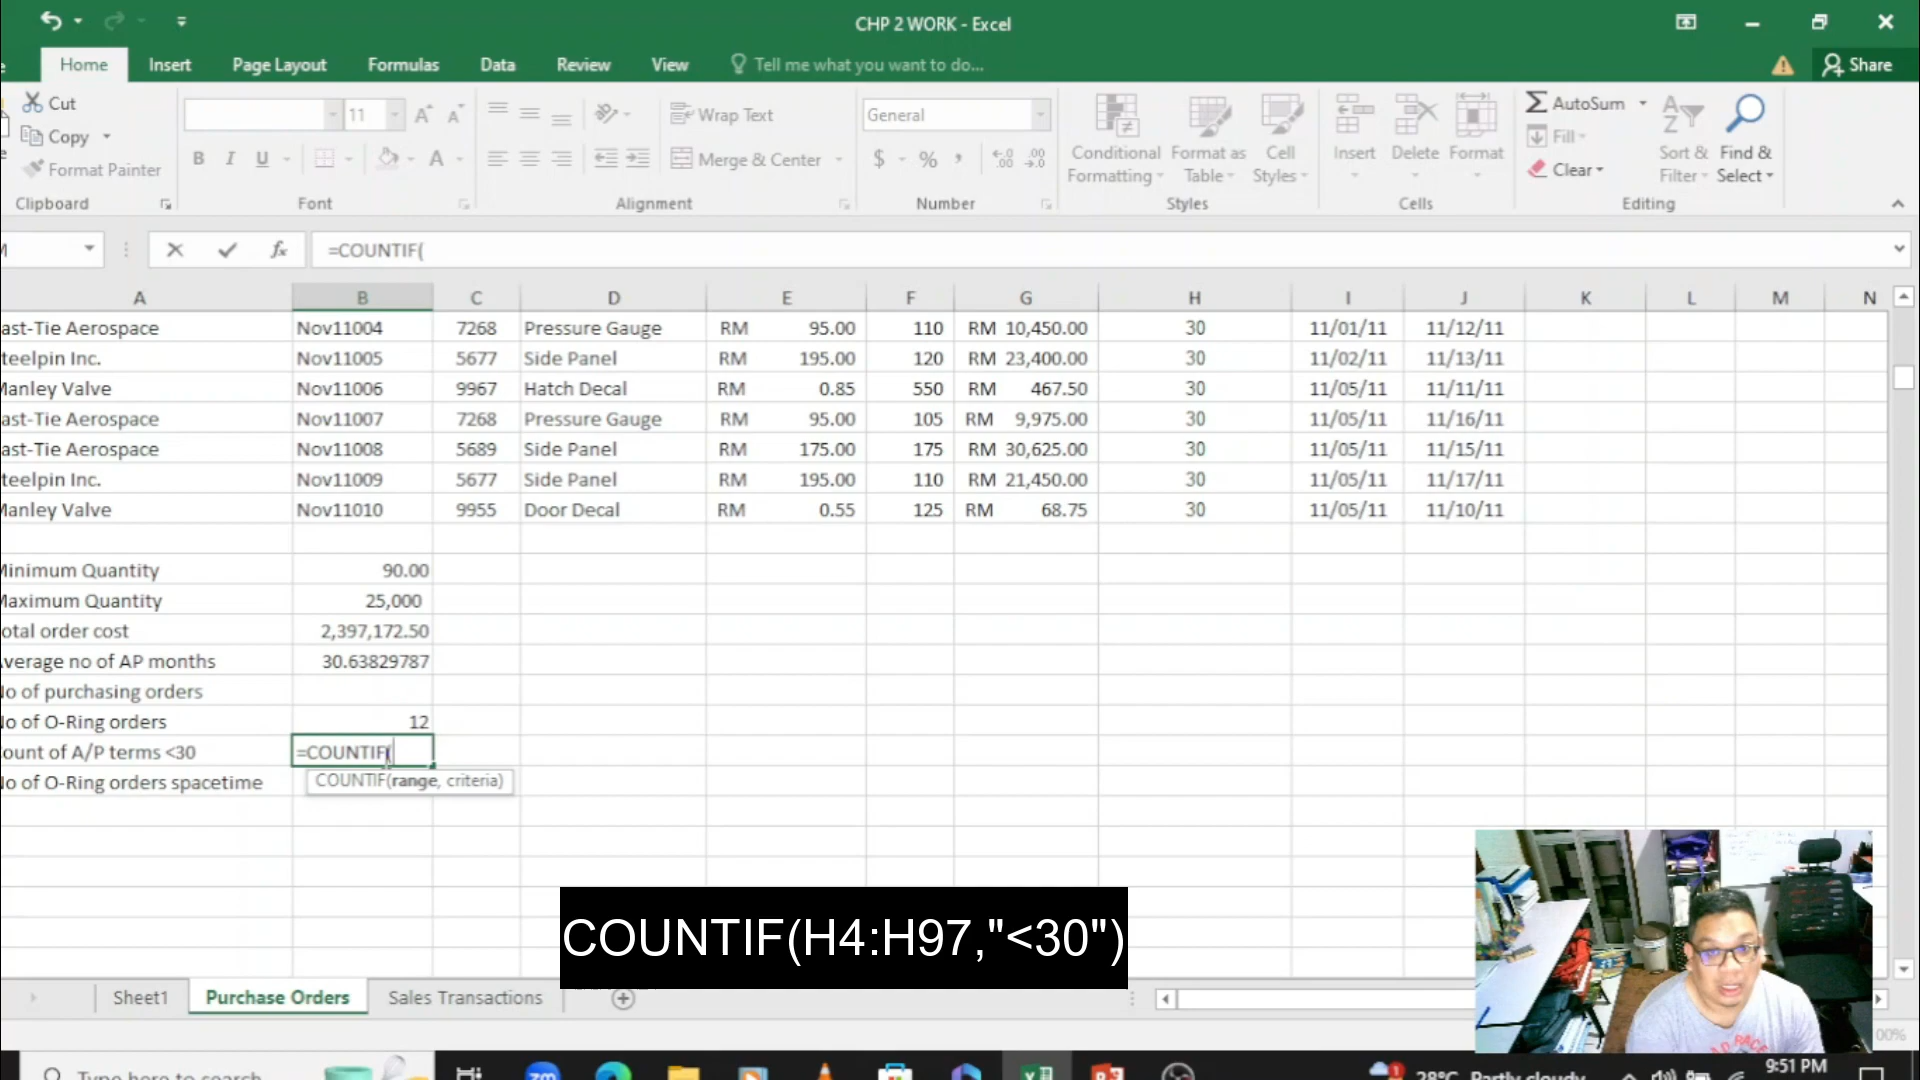 CHP 2 WORK - Excel
Home Insert Page Layout Formulas Data Review View Tell me what you want to do... Share
Cut
Copy
Format Painter
Clipboard
11
B I U A
Font
Wrap Text
Merge & Center
Alignment
General
$ % ,
Number
Conditional Formatting
Format as Table
Cell Styles
Styles
Insert Delete Format
Cells
AutoSum
Fill
Clear
Sort & Filter
Find & Select
Editing
fx =COUNTIF(
A B C D E F G H I J K L M N
ast-Tie Aerospace Nov11004 7268 Pressure Gauge RM 95.00 110 RM 10,450.00 30 11/01/11 11/12/11
teelpin Inc. Nov11005 5677 Side Panel RM 195.00 120 RM 23,400.00 30 11/02/11 11/13/11
Manley Valve Nov11006 9967 Hatch Decal RM 0.85 550 RM 467.50 30 11/05/11 11/11/11
ast-Tie Aerospace Nov11007 7268 Pressure Gauge RM 95.00 105 RM 9,975.00 30 11/05/11 11/16/11
ast-Tie Aerospace Nov11008 5689 Side Panel RM 175.00 175 RM 30,625.00 30 11/05/11 11/15/11
teelpin Inc. Nov11009 5677 Side Panel RM 195.00 110 RM 21,450.00 30 11/05/11 11/17/11
Manley Valve Nov11010 9955 Door Decal RM 0.55 125 RM 68.75 30 11/05/11 11/10/11
Minimum Quantity 90.00
Maximum Quantity 25,000
otal order cost 2,397,172.50
verage no of AP months 30.63829787
No of purchasing orders
No of O-Ring orders 12
ount of A/P terms <30 =COUNTIF(
No of O-Ring orders spacetime COUNTIF(range, criteria)
COUNTIF(H4:H97,"<30")
Sheet1 Purchase Orders Sales Transactions
00%
Type here to search
28°C Partly cloudy
9:51 PM